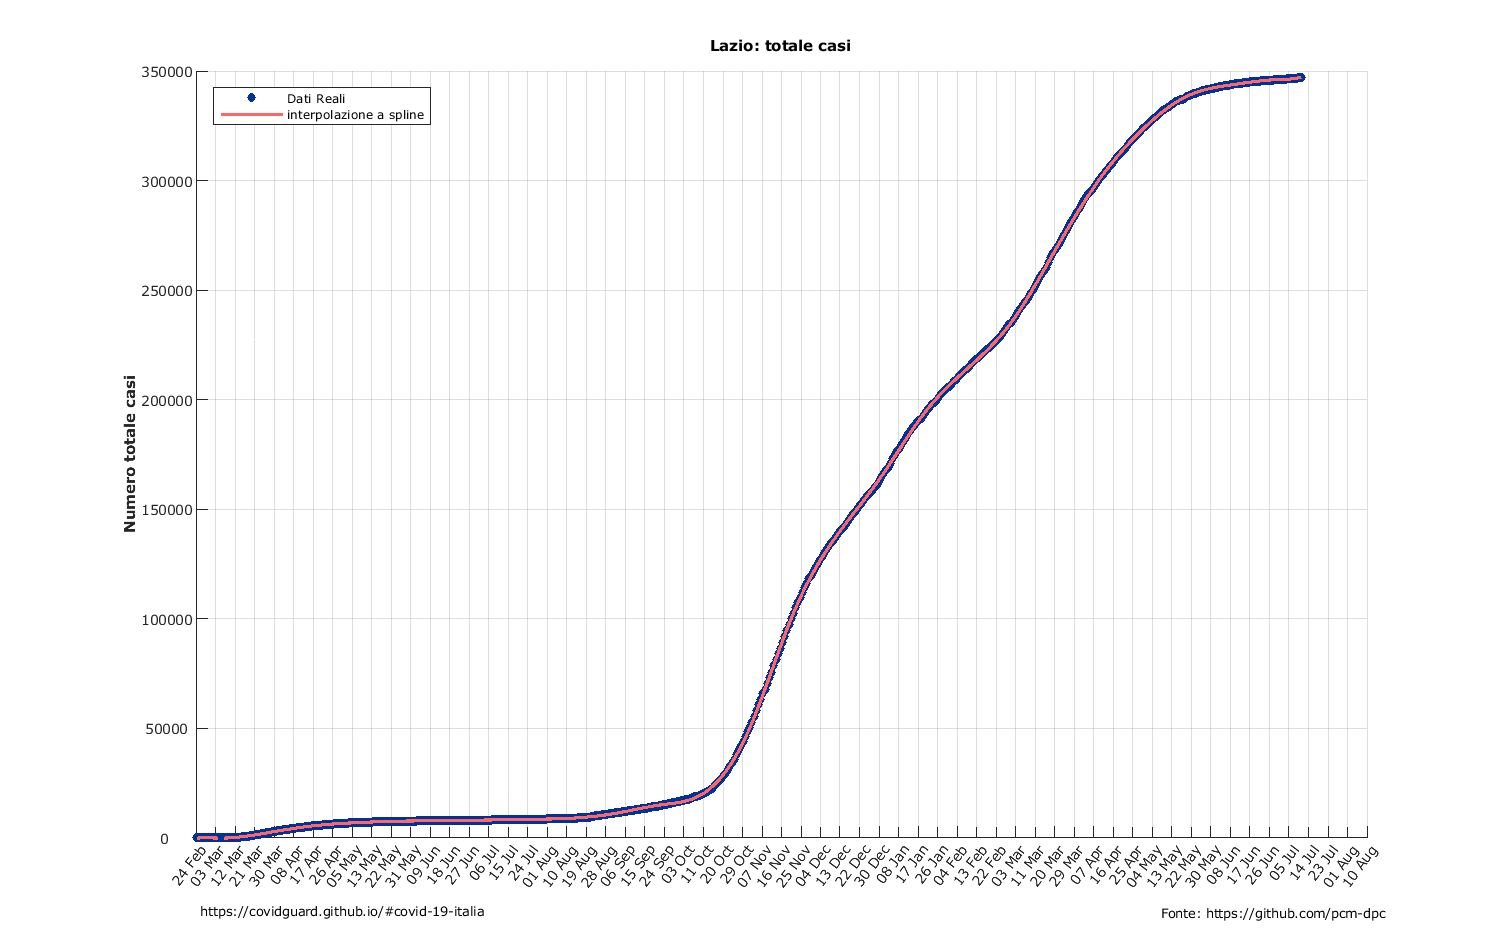 Lazio: totale casi
350000
300000
250000
200000
150000
100000
50000
0
Numero totale casi
Dati Reali
interpolazione a spline
24 Feb
03 Mar
12 Mar
21 Mar
30 Mar
08 Apr
17 Apr
26 Apr
05 May
13 May
22 May
31 May
09 Jun
18 Jun
27 Jun
06 Jul
15 Jul
24 Jul
01 Aug
10 Aug
19 Aug
28 Aug
06 Sep
15 Sep
24 Sep
03 Oct
11 Oct
20 Oct
29 Oct
07 Nov
16 Nov
25 Nov
04 Dec
13 Dec
22 Dec
30 Dec
08 Jan
17 Jan
26 Jan
04 Feb
13 Feb
22 Feb
03 Mar
11 Mar
20 Mar
29 Mar
07 Apr
16 Apr
25 Apr
04 May
13 May
22 May
30 May
08 Jun
17 Jun
26 Jun
05 Jul
14 Jul
23 Jul
01 Aug
10 Aug
https://covidguard.github.io/#covid-19-italia
Fonte: https://github.com/pcm-dpc